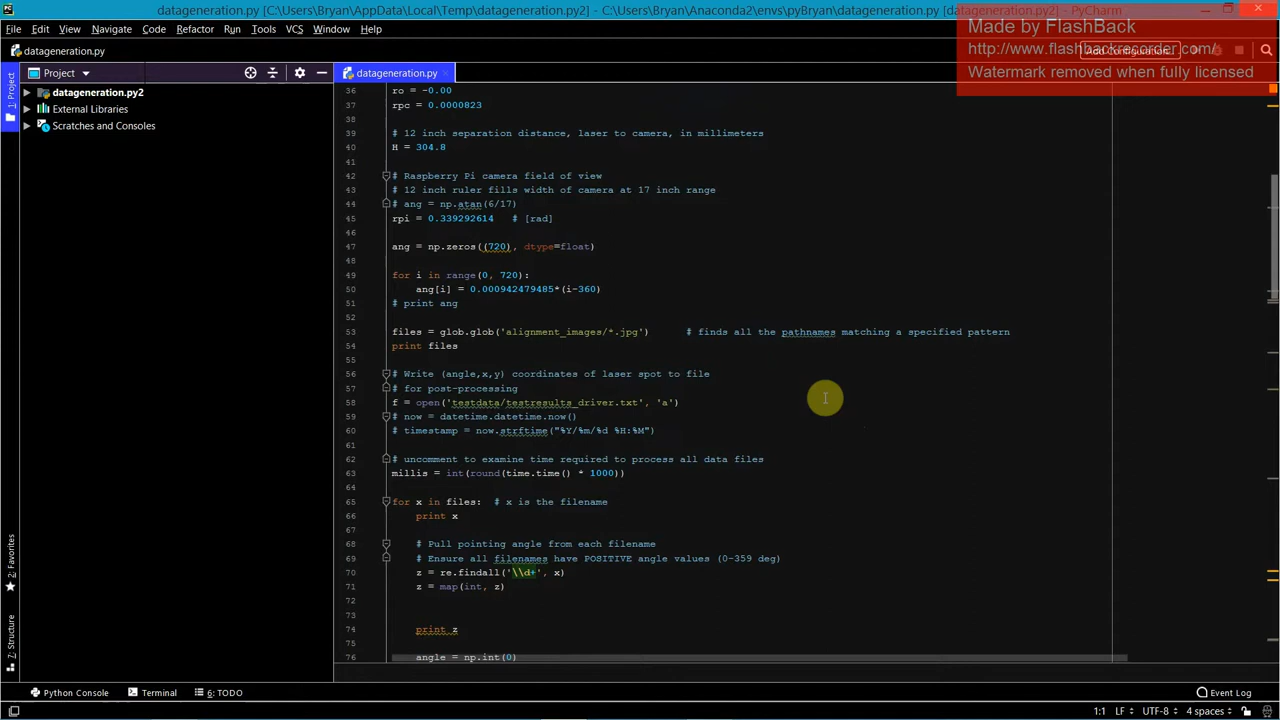 datageneration.py [C:\Users\Bryan\AppData\Local\Temp\datageneration.py2] - C:\Users\Bryan\Anaconda2\envs\pyBryan\datageneration.py [datageneration.py2] - PyCharm
Made by FlashBack
http://www.flashbackrecorder.com/
Watermark removed when fully licensed
File Edit View Navigate Code Refactor Run Tools VCS Window Help
datageneration.py
Add Configuration...
1: Project
Project
datageneration.py
datageneration.py2
External Libraries
Scratches and Consoles
36 ro = -0.00
37 rpc = 0.0000823
38
39 # 12 inch separation distance, laser to camera, in millimeters
40 H = 304.8
41
42 # Raspberry Pi camera field of view
43 # 12 inch ruler fills width of camera at 17 inch range
44 # ang = np.atan(6/17)
45 rpi = 0.339292614   # [rad]
46
47 ang = np.zeros((720), dtype=float)
48
49 for i in range(0, 720):
50     ang[i] = 0.000942479485*(i-360)
51 # print ang
52
53 files = glob.glob('alignment_images/*.jpg')      # finds all the pathnames matching a specified pattern
54 print files
55
56 # Write (angle,x,y) coordinates of laser spot to file
57 # for post-processing
58 f = open('testdata/testresults_driver.txt', 'a')
59 # now = datetime.datetime.now()
60 # timestamp = now.strftime("%Y/%m/%d %H:%M")
61
62 # uncomment to examine time required to process all data files
63 millis = int(round(time.time() * 1000))
65 for x in files:  # x is the filename
66     print x
67
68     # Pull pointing angle from each filename
69     # Ensure all filenames have POSITIVE angle values (0-359 deg)
70     z = re.findall('\\d+', x)
71     z = map(int, z)
72
73
74     print z
75
76     angle = np.int(0)
2: Favorites
7: Structure
Python Console Terminal 6: TODO Event Log
1:1 LF UTF-8 4 spaces